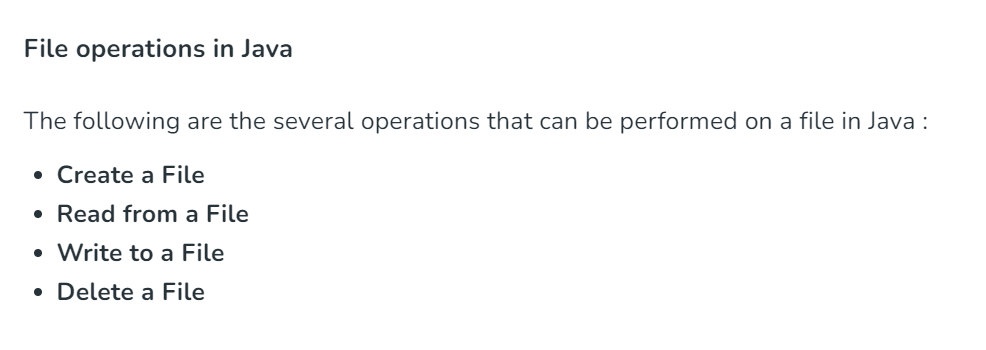 File operations in Java
The following are the several operations that can be performed on a file in Java :
• Create a File
• Read from a File
• Write to a File
• Delete a File